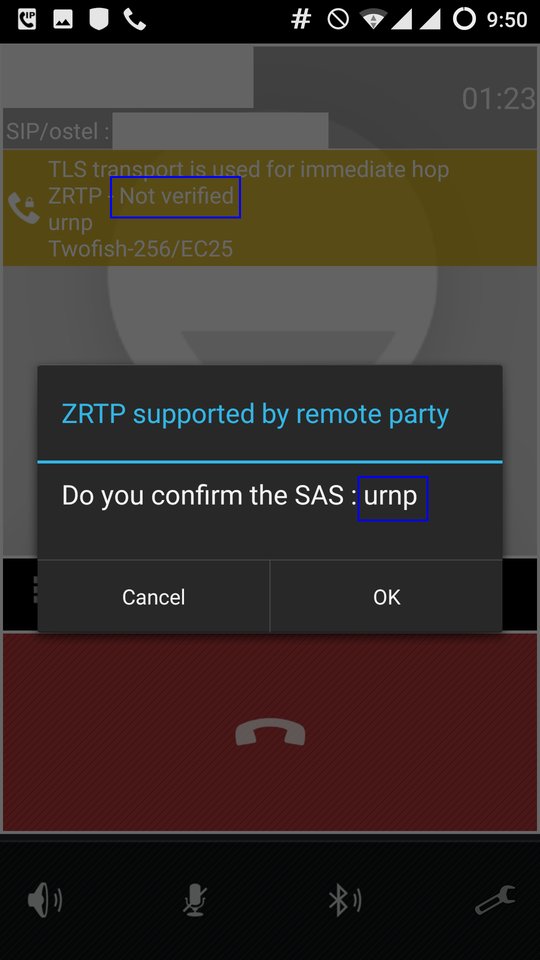 9:50
01:23
SIP/ostel :
TLS transport is used for immediate hop
ZRTP - Not verified
urnp
Twofish-256/EC25
ZRTP supported by remote party
Do you confirm the SAS : urnp
Cancel
OK